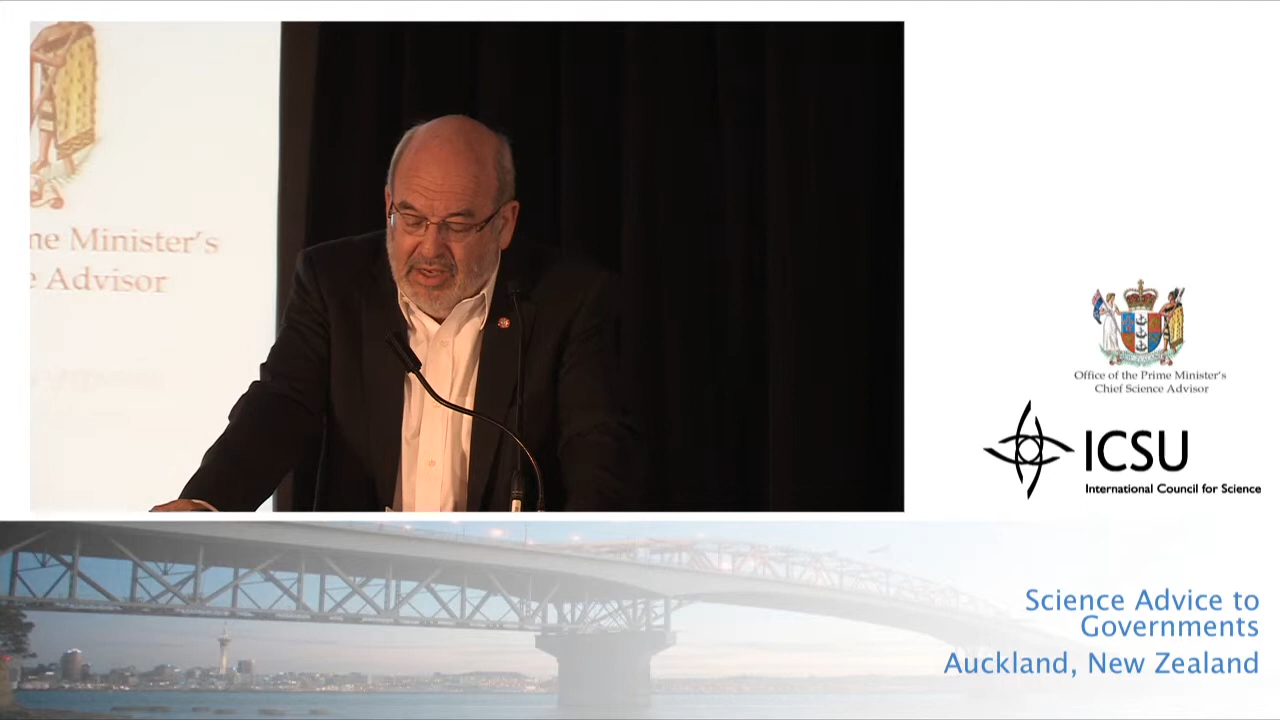 me Minister's
e Advisor
Office of the Prime Minister's
Chief Science Advisor
ICSU
International Council for Science
Science Advice to
Governments
Auckland, New Zealand